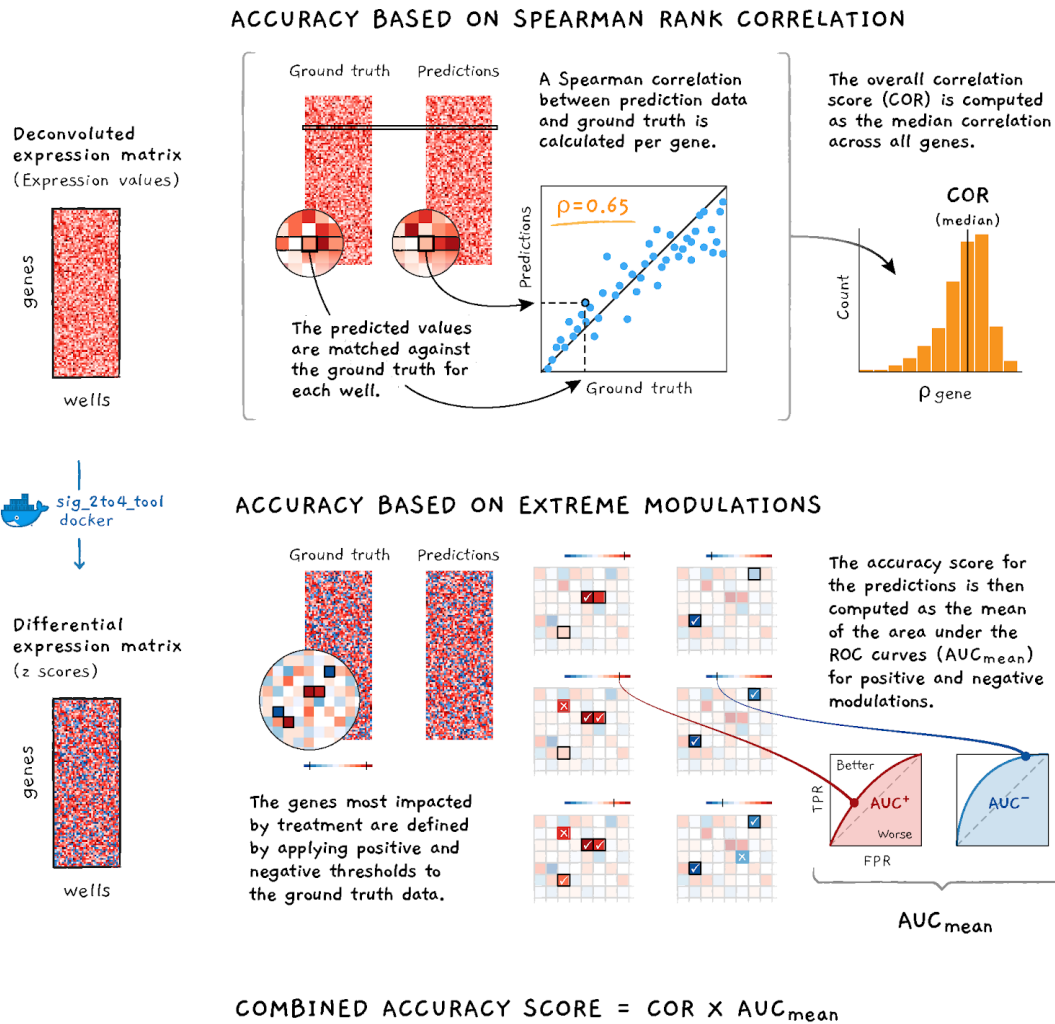 ACCURACY BASED ON SPEARMAN RANK CORRELATION
Deconvoluted
expression matrix
(Expression values)
genes
wells
Ground truth
Predictions
The predicted values
are matched against
the ground truth for
each well.
A Spearman correlation
between prediction data
and ground truth is
calculated per gene.
ρ=0.65
Predictions
Ground truth
The overall correlation
score (COR) is computed
as the median correlation
across all genes.
COR
(median)
Count
ρ gene
sig_2to4_tool
docker
ACCURACY BASED ON EXTREME MODULATIONS
Differential
expression matrix
(z scores)
genes
wells
Ground truth
Predictions
The genes most impacted
by treatment are defined
by applying positive and
negative thresholds to
the ground truth data.
The accuracy score for
the predictions is then
computed as the mean
of the area under the
ROC curves (AUCmean)
for positive and negative
modulations.
Better
AUC+
Worse
TPR
FPR
AUC−
AUCmean
COMBINED ACCURACY SCORE = COR X AUCmean